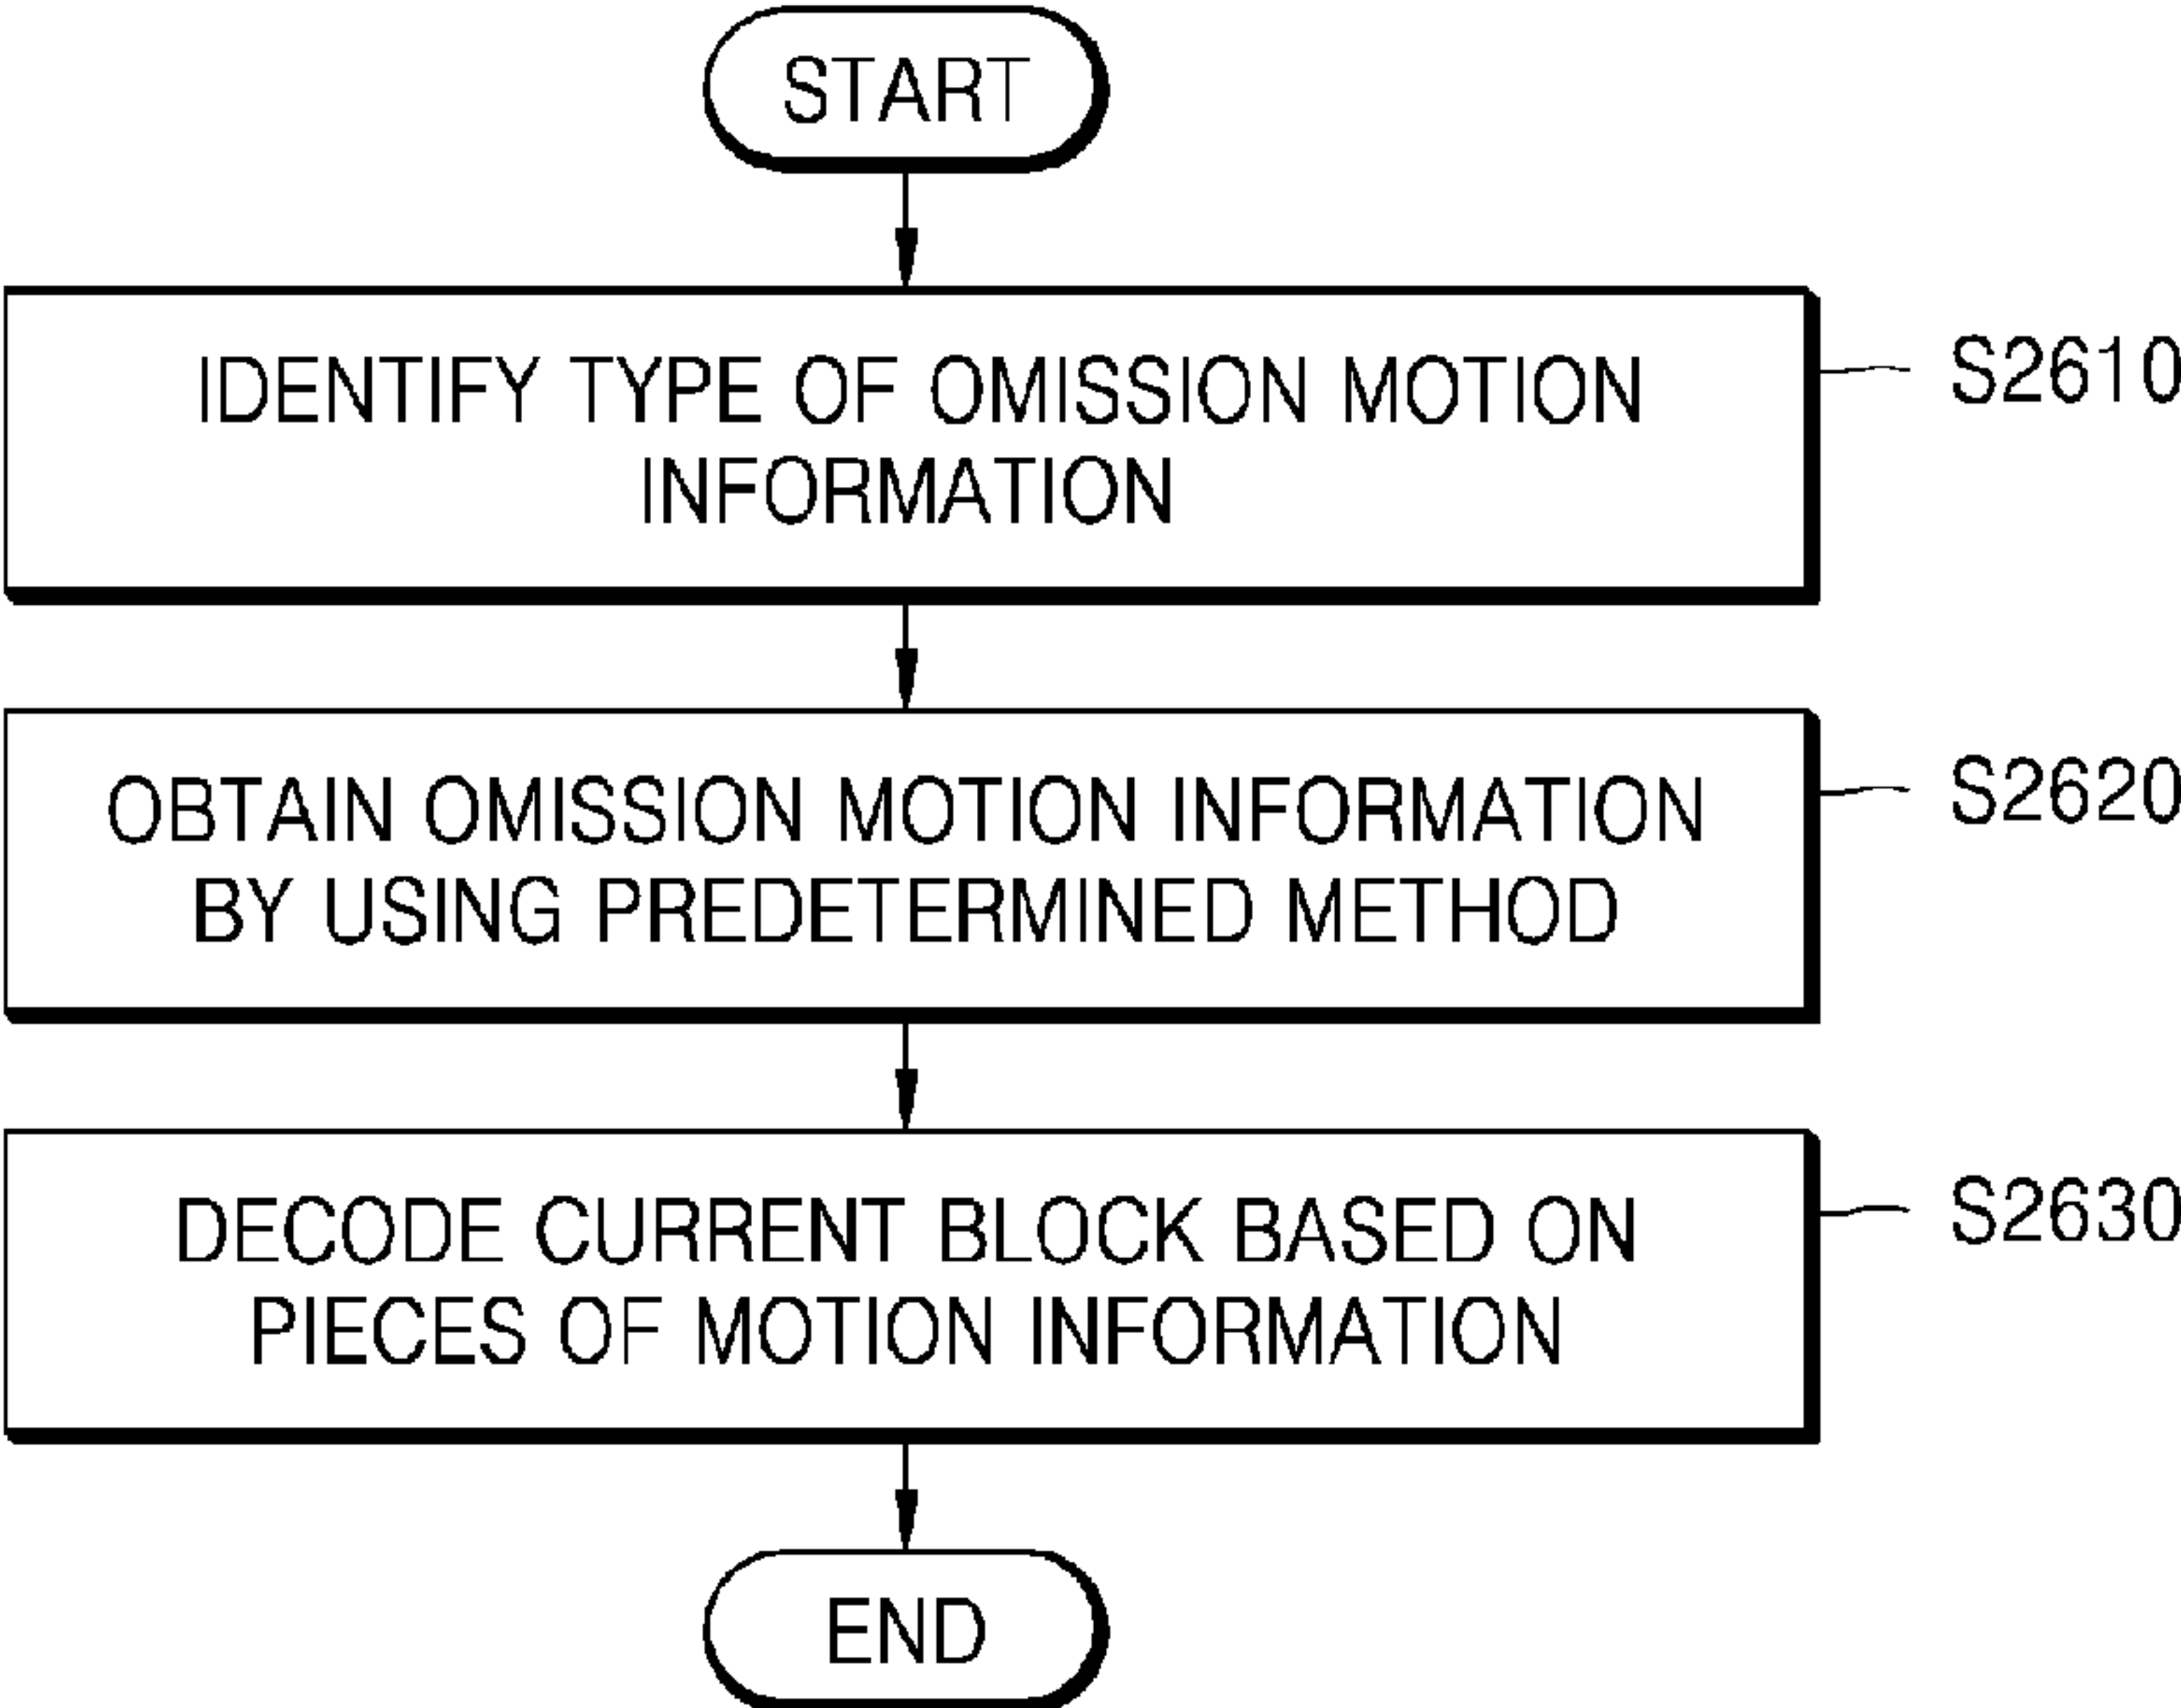 START
IDENTIFY TYPE OF OMISSION MOTION
INFORMATION
S2610
OBTAIN OMISSION MOTION INFORMATION
BY USING PREDETERMINED METHOD
S2620
DECODE CURRENT BLOCK BASED ON
PIECES OF MOTION INFORMATION
S2630
END